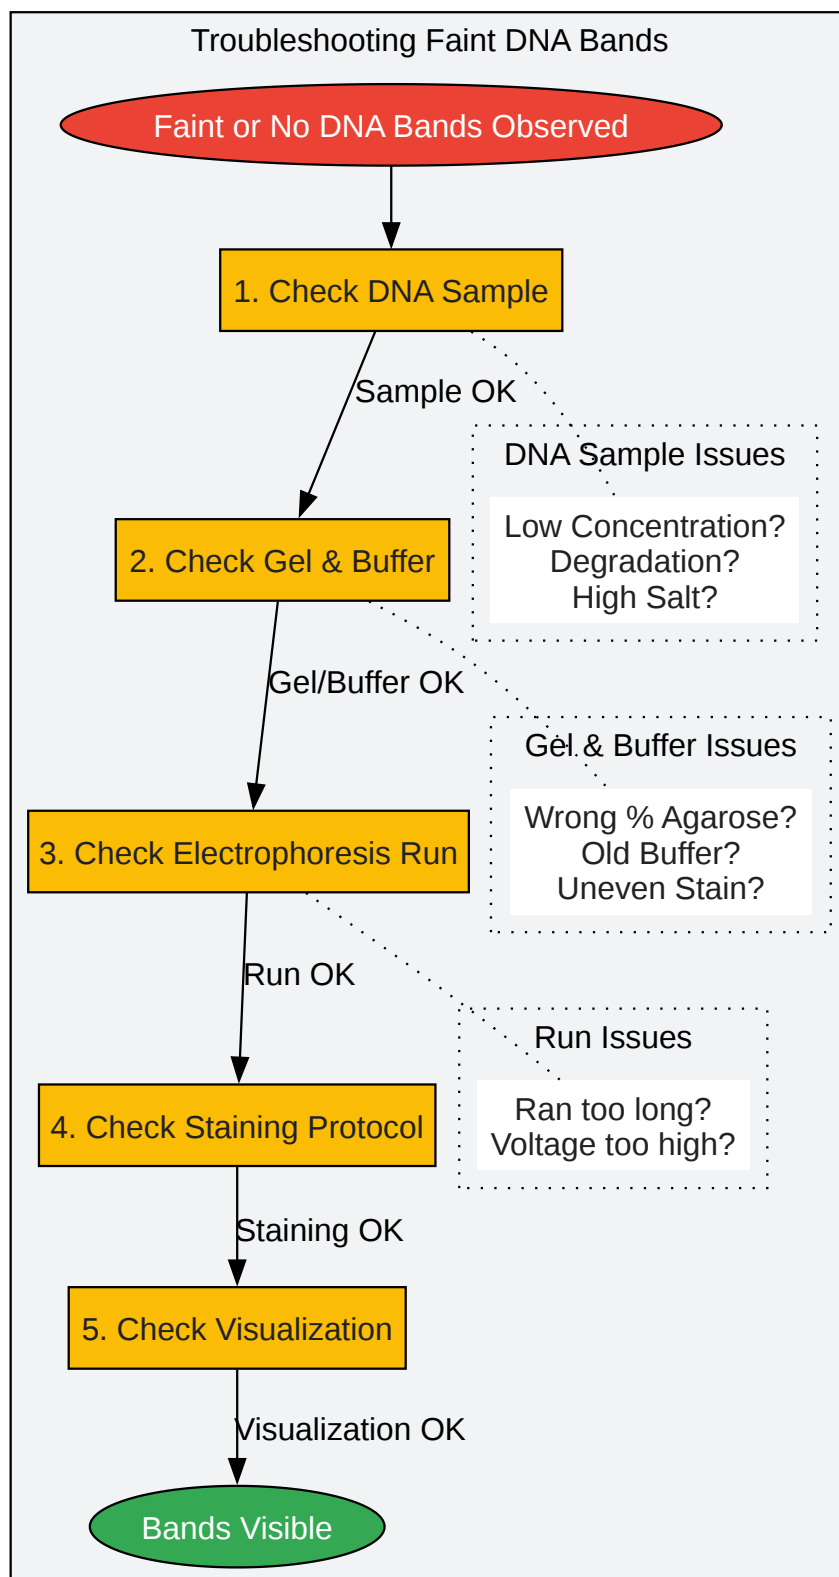 Troubleshooting Faint DNA Bands
Faint or No DNA Bands Observed
1. Check DNA Sample
Sample OK
DNA Sample Issues
Low Concentration?
Degradation?
High Salt?
2. Check Gel & Buffer
Gel/Buffer OK
Gel & Buffer Issues
Wrong % Agarose?
Old Buffer?
Uneven Stain?
3. Check Electrophoresis Run
Run OK
Run Issues
Ran too long?
Voltage too high?
4. Check Staining Protocol
Staining OK
5. Check Visualization
Visualization OK
Bands Visible